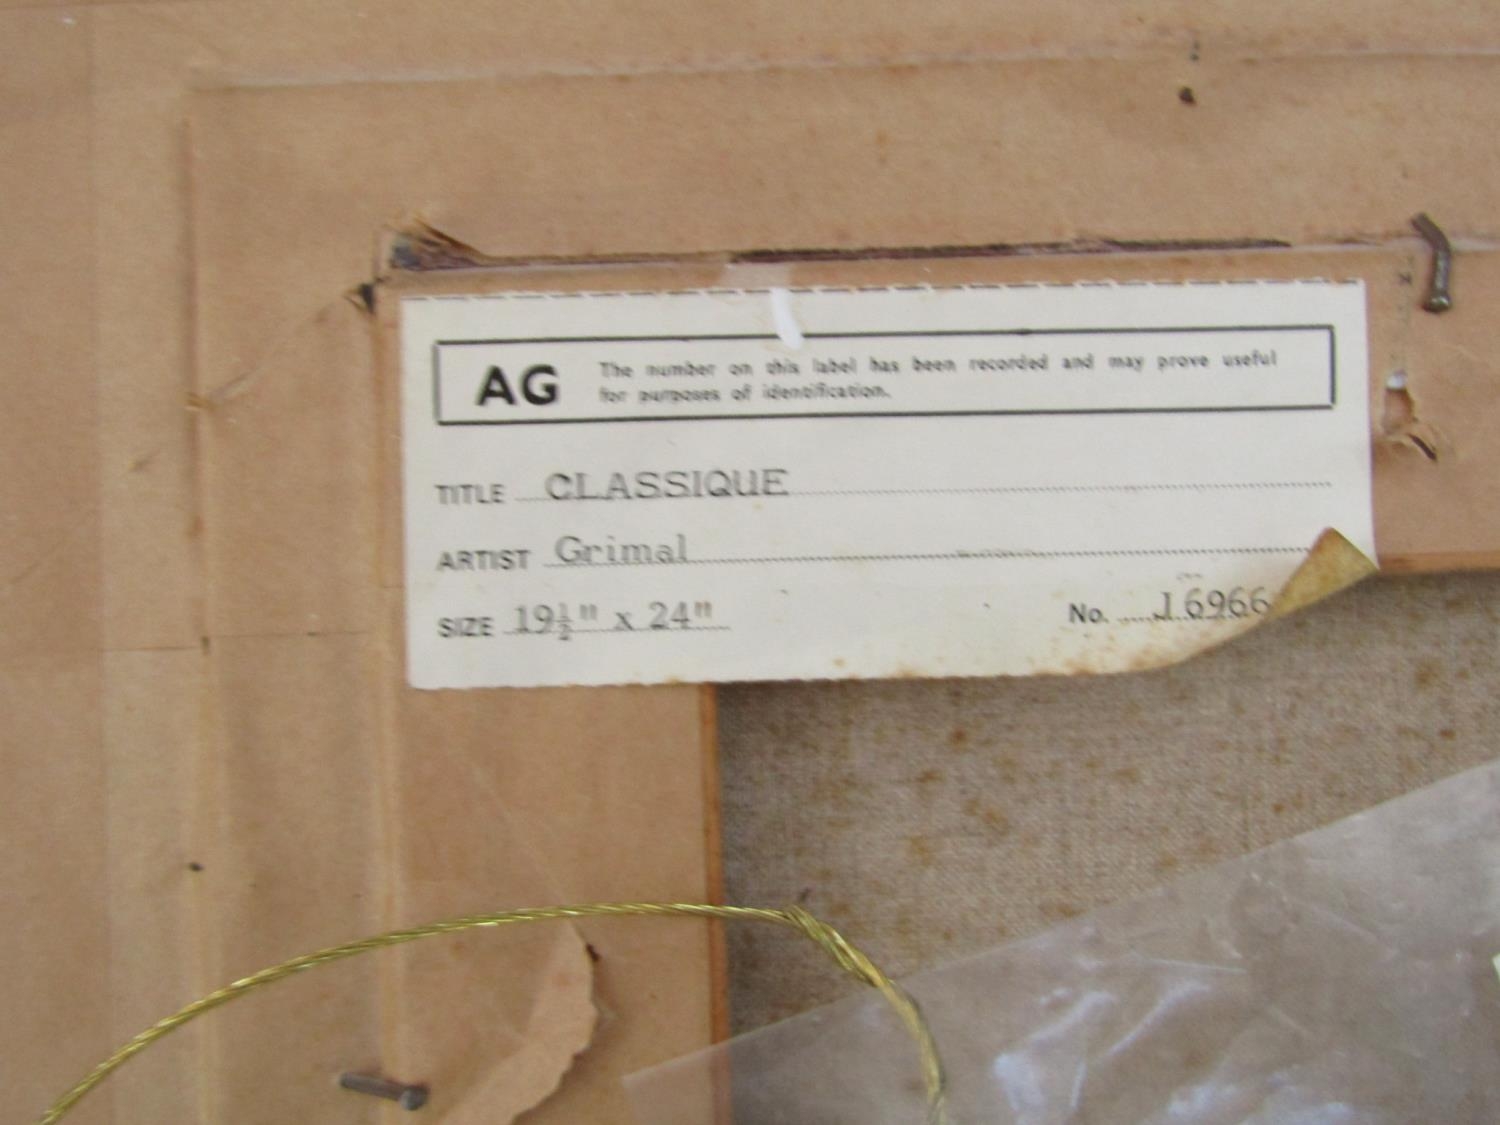 AG The number on this label has been recorded and may prove useful
for purposes of identification.
TITLE CLASSIQUE
ARTIST Grimal
SIZE 19½" x 24" No. J6966